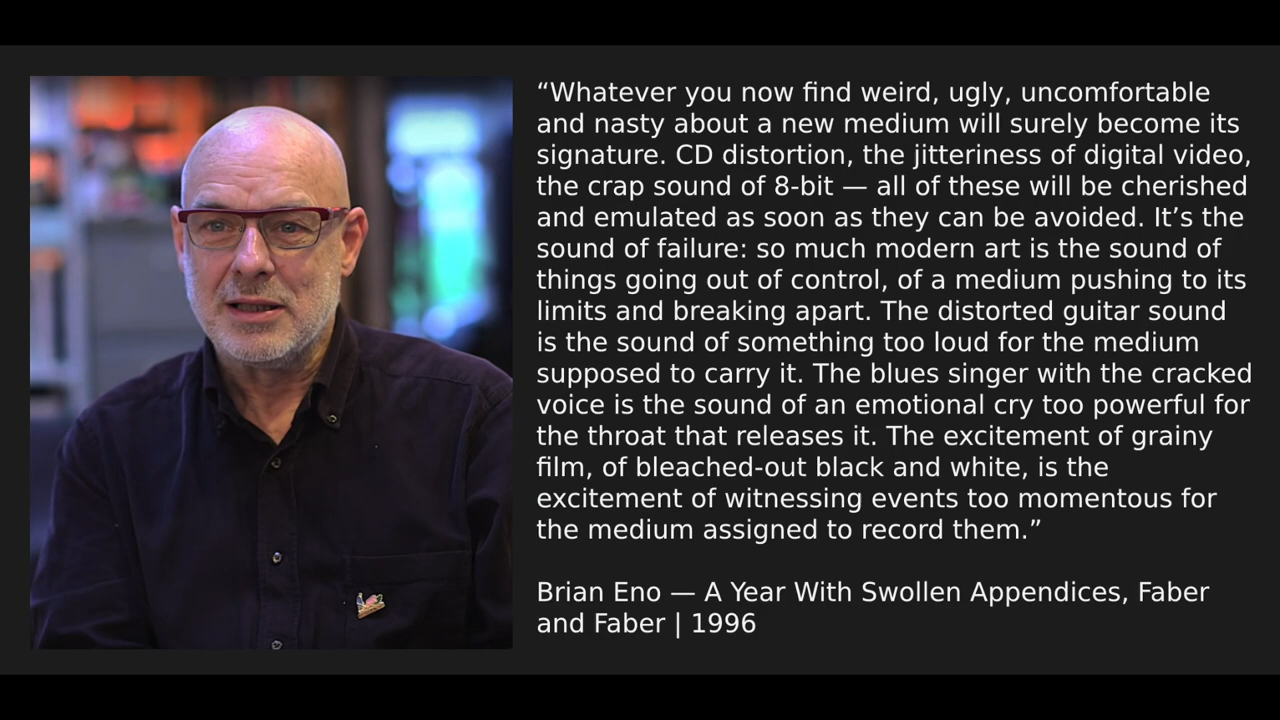 “Whatever you now find weird, ugly, uncomfortable
and nasty about a new medium will surely become its
signature. CD distortion, the jitteriness of digital video,
the crap sound of 8-bit — all of these will be cherished
and emulated as soon as they can be avoided. It’s the
sound of failure: so much modern art is the sound of
things going out of control, of a medium pushing to its
limits and breaking apart. The distorted guitar sound
is the sound of something too loud for the medium
supposed to carry it. The blues singer with the cracked
voice is the sound of an emotional cry too powerful for
the throat that releases it. The excitement of grainy
film, of bleached-out black and white, is the
excitement of witnessing events too momentous for
the medium assigned to record them.”
Brian Eno — A Year With Swollen Appendices, Faber
and Faber | 1996